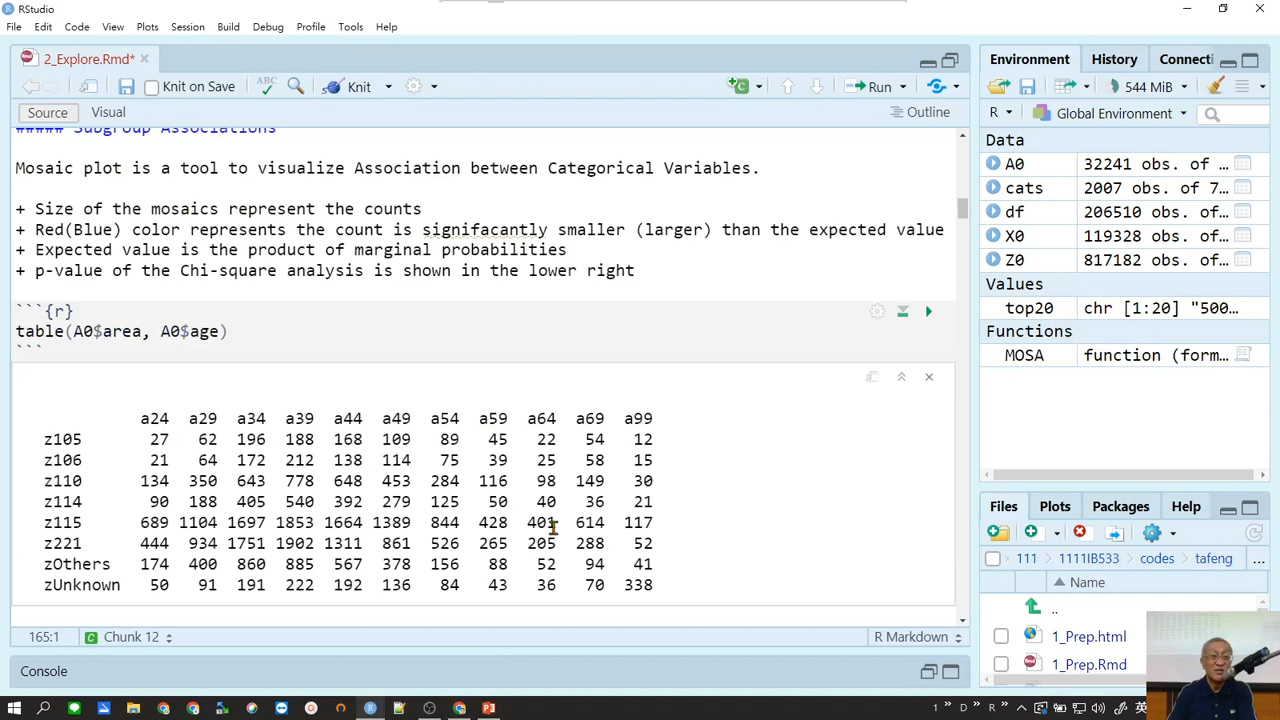 RStudio
File Edit Code View Plots Session Build Debug Profile Tools Help
2_Explore.Rmd*
Knit on Save
ABC
Knit
Run
Source Visual
Outline
##### Subgroup Associations
Mosaic plot is a tool to visualize Association between Categorical Variables.
+ Size of the mosaics represent the counts
+ Red(Blue) color represents the count is signifacantly smaller (larger) than the expected value
+ Expected value is the product of marginal probabilities
+ p-value of the Chi-square analysis is shown in the lower right
```{r}
table(A0$area, A0$age)
```
a24 a29 a34 a39 a44 a49 a54 a59 a64 a69 a99
z105 27 62 196 188 168 109 89 45 22 54 12
z106 21 64 172 212 138 114 75 39 25 58 15
z110 134 350 643 778 648 453 284 116 98 149 30
z114 90 188 405 540 392 279 125 50 40 36 21
z115 689 1104 1697 1853 1664 1389 844 428 401 614 117
z221 444 934 1751 1902 1311 861 526 265 205 288 52
zOthers 174 400 860 885 567 378 156 88 52 94 41
zUnknown 50 91 191 222 192 136 84 43 36 70 338
165:1 Chunk 12 R Markdown
Console
Environment History Connecti
544 MiB
R Global Environment
Data
A0 32241 obs. of …
cats 2007 obs. of 7…
df 206510 obs. of …
X0 119328 obs. of …
Z0 817182 obs. of …
Values
top20 chr [1:20] "500…
Functions
MOSA function (form…
Files Plots Packages Help
111 1111IB533 codes tafeng …
Name
..
1_Prep.html
1_Prep.Rmd
1 D R 英